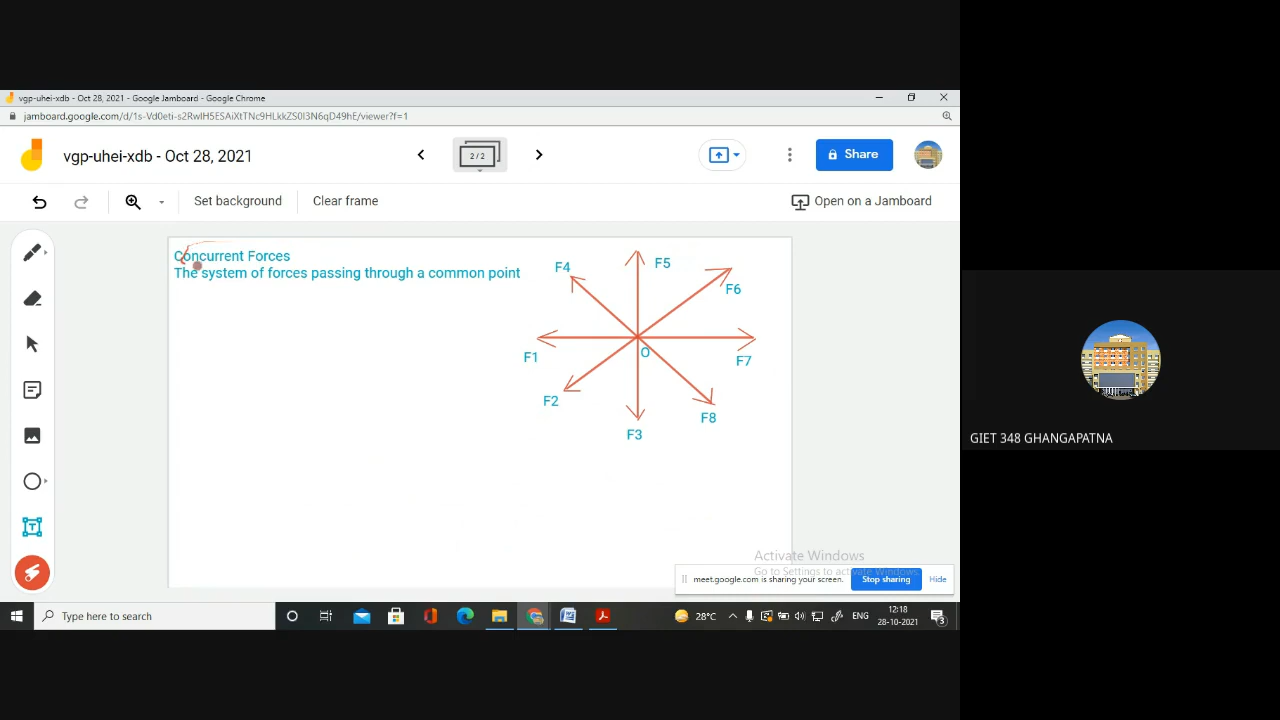 vgp-uhei-xdb - Oct 28, 2021 - Google Jamboard - Google Chrome
jamboard.google.com/d/1s-Vd0eti-s2RwIH5ESAiXtTNc9HLkkZS0I3N6qD49hE/viewer?f=1
vgp-uhei-xdb - Oct 28, 2021
2 / 2
Share
Set background
Clear frame
Open on a Jamboard
Concurrent Forces
The system of forces passing through a common point
F4
F5
F6
F1
O
F7
F2
F8
F3
GIET 348 GHANGAPATNA
Activate Windows
Go to Settings to activate Windows.
meet.google.com is sharing your screen.
Stop sharing
Hide
Type here to search
28°C
ENG
12:18
28-10-2021
3